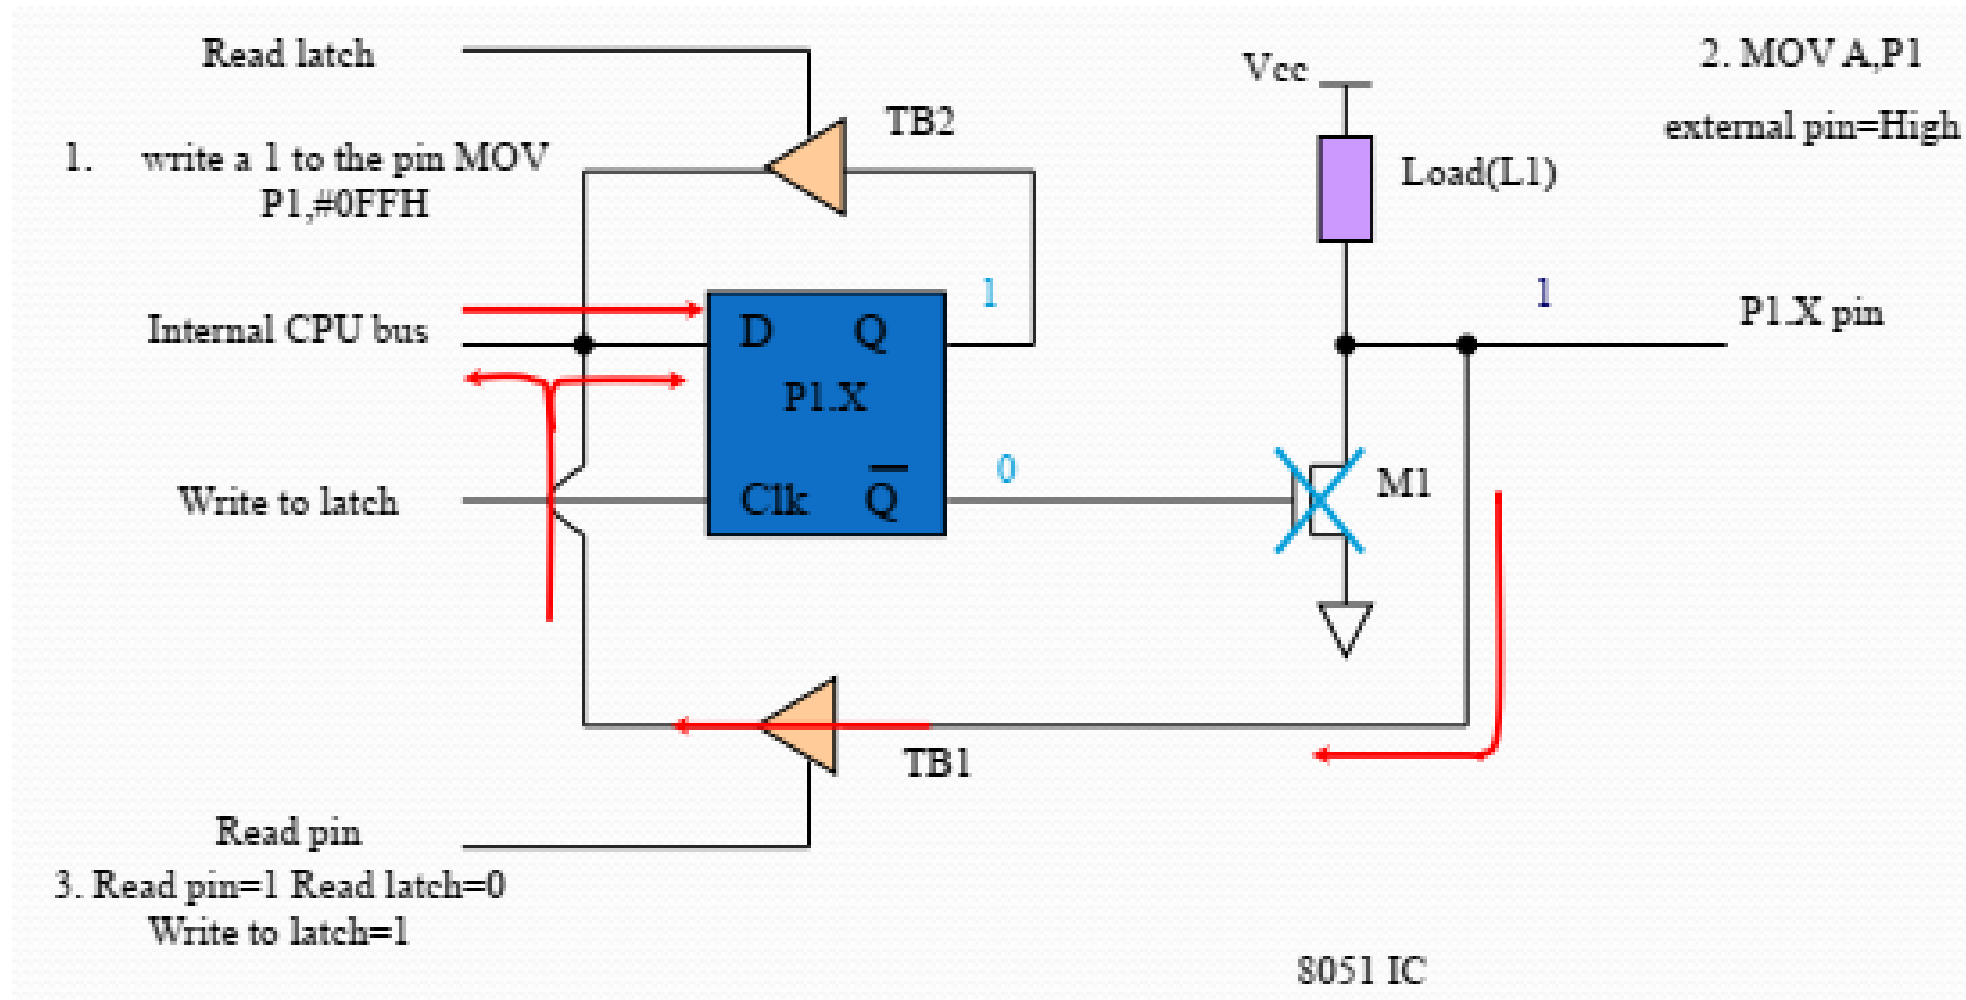 Read latch
Vcc
2. MOV A,P1
TB2
external pin=High
1. write a 1 to the pin MOV
P1,#0FFH
Load(L1)
1
1
Internal CPU bus
D
Q
P1.X pin
P1.X
0
Write to latch
Clk
Q̅
M1
TB1
Read pin
3. Read pin=1 Read latch=0
Write to latch=1
8051 IC